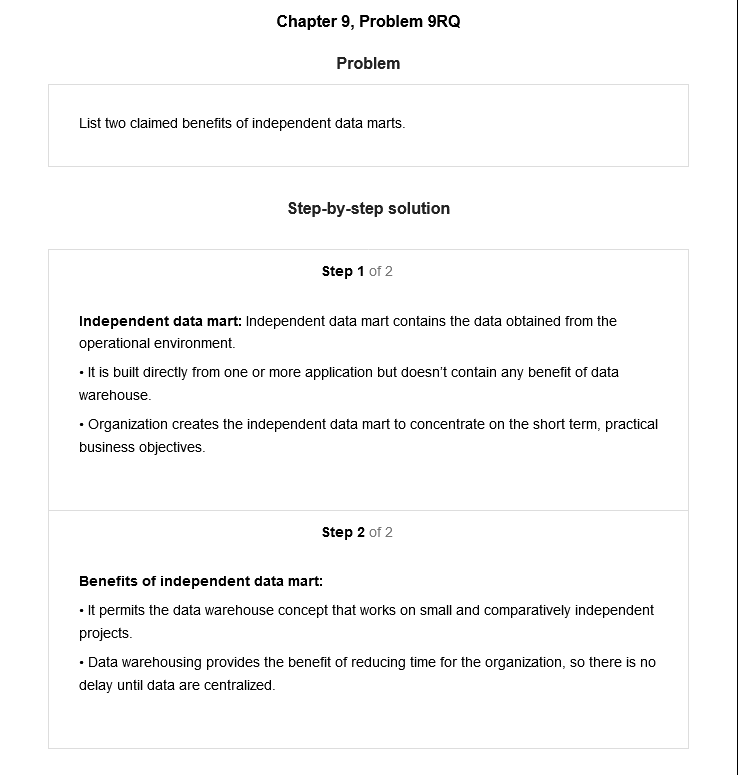 Chapter 9, Problem 9RQ
Problem
List two claimed benefits of independent data marts.
Step-by-step solution
Step 1 of 2
Independent data mart: Independent data mart contains the data obtained from the
operational environment.
• It is built directly from one or more application but doesn’t contain any benefit of data
warehouse.
• Organization creates the independent data mart to concentrate on the short term, practical
business objectives.
Step 2 of 2
Benefits of independent data mart:
• It permits the data warehouse concept that works on small and comparatively independent
projects.
• Data warehousing provides the benefit of reducing time for the organization, so there is no
delay until data are centralized.